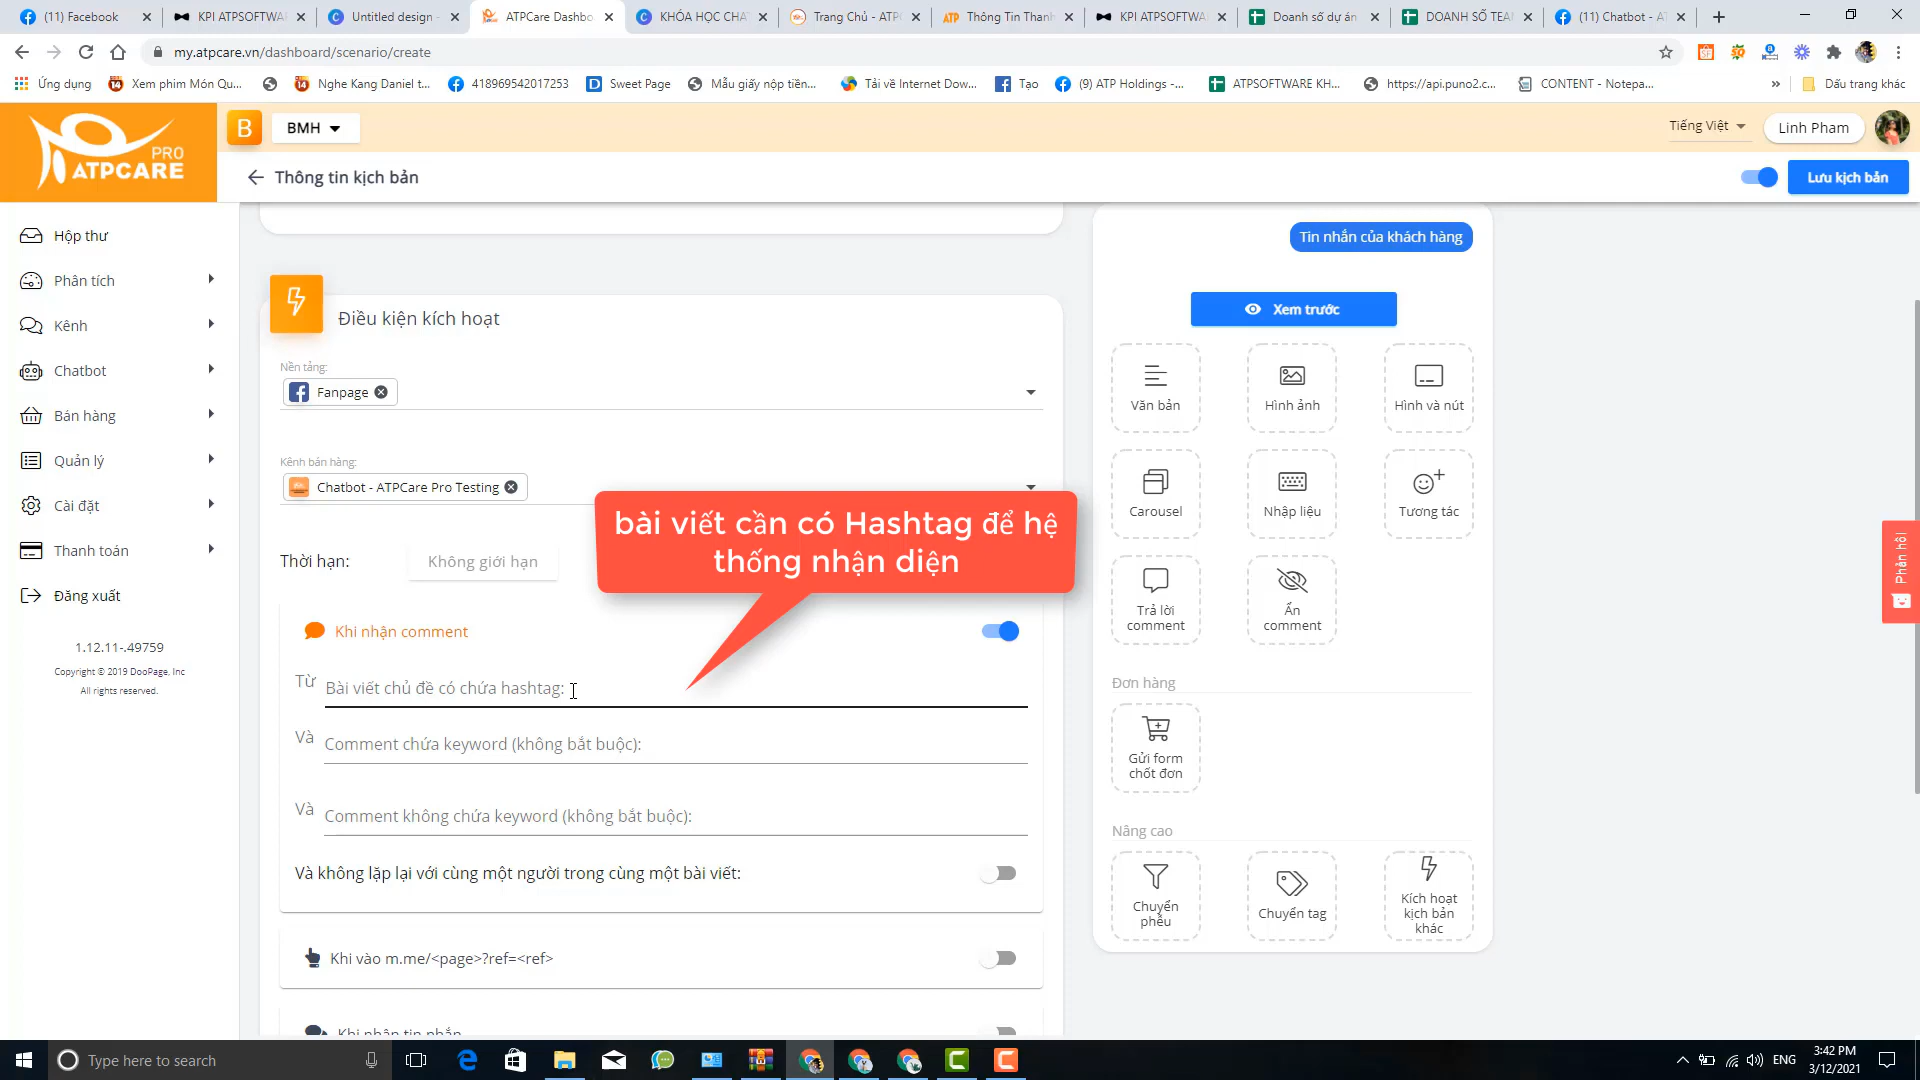 (11) Facebook
KPI ATPSOFTWAR
Untitled design -
ATPCare Dashbo
KHÓA HỌC CHA
Trang Chủ - ATPC
ATP Thông Tin Thanh
KPI ATPSOFTWAR
Doanh số dự án
DOANH SỐ TEA
(11) Chatbot - AT
my.atpcare.vn/dashboard/scenario/create
Ứng dụng
Xem phim Món Qu...
Nghe Kang Daniel t...
418969542017253
Sweet Page
Mẫu giấy nộp tiền...
Tải về Internet Dow...
Tạo
(9) ATP Holdings -...
ATPSOFTWARE KH...
https://api.puno2.c...
CONTENT - Notepa...
»
Dấu trang khác
PRO
ATPCARE
B
BMH
Tiếng Việt
Linh Pham
Thông tin kịch bản
Lưu kịch bản
Hộp thư
Phân tích
Kênh
Chatbot
Bán hàng
Quản lý
Cài đặt
Thanh toán
Đăng xuất
1.12.11-.49759
Copyright © 2019 DooPage, Inc
All rights reserved.
Điều kiện kích hoạt
Nền tảng:
Fanpage
Kênh bán hàng:
Chatbot - ATPCare Pro Testing
bài viết cần có Hashtag để hệ
thống nhận diện
Thời hạn:
Không giới hạn
Khi nhận comment
Từ
Bài viết chủ đề có chứa hashtag:
Và
Comment chứa keyword (không bắt buộc):
Và
Comment không chứa keyword (không bắt buộc):
Và không lặp lại với cùng một người trong cùng một bài viết:
Khi vào m.me/<page>?ref=<ref>
Khi nhận tin nhắn
Tin nhắn của khách hàng
Xem trước
Văn bản
Hình ảnh
Hình và nút
Carousel
Nhập liệu
Tương tác
Trả lời
comment
Ẩn
comment
Đơn hàng
Gửi form
chốt đơn
Nâng cao
Chuyển
phễu
Chuyển tag
Kích hoạt
kịch bản
khác
Phản hồi
Type here to search
ENG
3:42 PM
3/12/2021